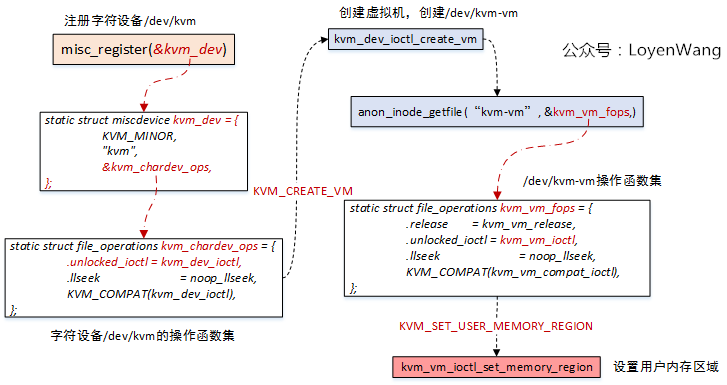 注册字符设备/dev/kvm
misc_register(&kvm_dev)
static struct miscdevice kvm_dev = {
KVM_MINOR,
"kvm",
&kvm_chardev_ops,
};
static struct file_operations kvm_chardev_ops = {
.unlocked_ioctl = kvm_dev_ioctl,
.llseek = noop_llseek,
KVM_COMPAT(kvm_dev_ioctl),
};
字符设备/dev/kvm的操作函数集
KVM_CREATE_VM
创建虚拟机，创建/dev/kvm-vm
kvm_dev_ioctl_create_vm
公众号：LoyenWang
anon_inode_getfile(“kvm-vm”, &kvm_vm_fops,)
/dev/kvm-vm操作函数集
static struct file_operations kvm_vm_fops = {
.release = kvm_vm_release,
.unlocked_ioctl = kvm_vm_ioctl,
.llseek = noop_llseek,
KVM_COMPAT(kvm_vm_compat_ioctl),
};
KVM_SET_USER_MEMORY_REGION
kvm_vm_ioctl_set_memory_region
设置用户内存区域